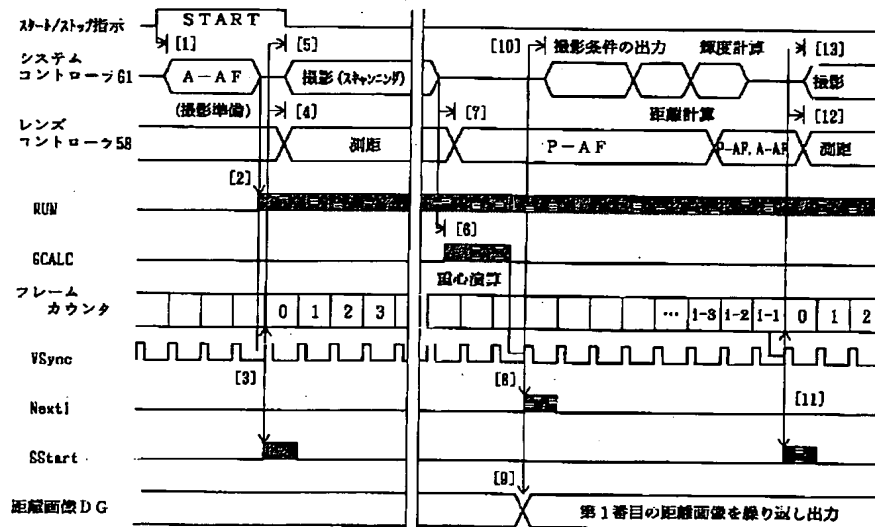 スタート/ストップ指示
START
[1]
[5]
[10]
撮影条件の出力
輝度計算
[13]
システム
コントローラ61
A-AF
撮影(スキャンニング)
撮影
(撮影準備)
[4]
[7]
距離計算
[12]
レンズ
コントローラ58
測距
P-AF
P-AF, A-AF
測距
[2]
RUN
[6]
GCALC
重心演算
フレーム
カウンタ
0 1 2 3 … i-3 i-2 i-1 0 1 2
VSync
[3]
[8]
[11]
NextI
SStart
[9]
距離画像DG
第1番目の距離画像を繰り返し出力